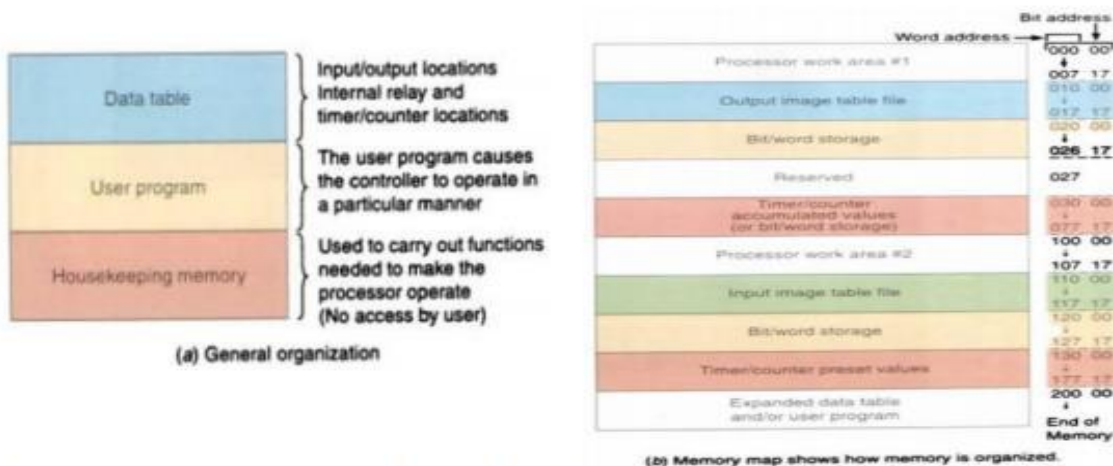 Data table
Input/output locations
Internal relay and
timer/counter locations
User program
The user program causes
the controller to operate in
a particular manner
Housekeeping memory
Used to carry out functions
needed to make the
processor operate
(No access by user)
(a) General organization
Bit address
Word address
Processor work area #1
000 00
007 17
Output image table file
010 00
017 17
Bit/word storage
020 00
026 17
Reserved
027
Timer/counter
accumulated values
(or bit/word storage)
030 00
077 17
Processor work area #2
100 00
107 17
Input image table file
110 00
117 17
Bit/word storage
120 00
127 17
Timer/counter preset values
130 00
177 17
Expanded data table
and/or user program
200 00
End of
Memory
(b) Memory map shows how memory is organized.